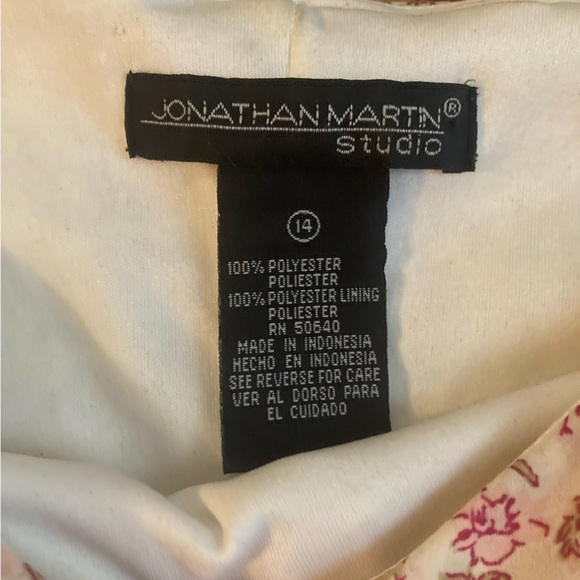 JONATHAN MARTIN®
studio
14
100% POLYESTER
POLIESTER
100% POLYESTER LINING
POLIESTER
RN 50640
MADE IN INDONESIA
HECHO EN INDONESIA
SEE REVERSE FOR CARE
VER AL DORSO PARA
EL CUIDADO